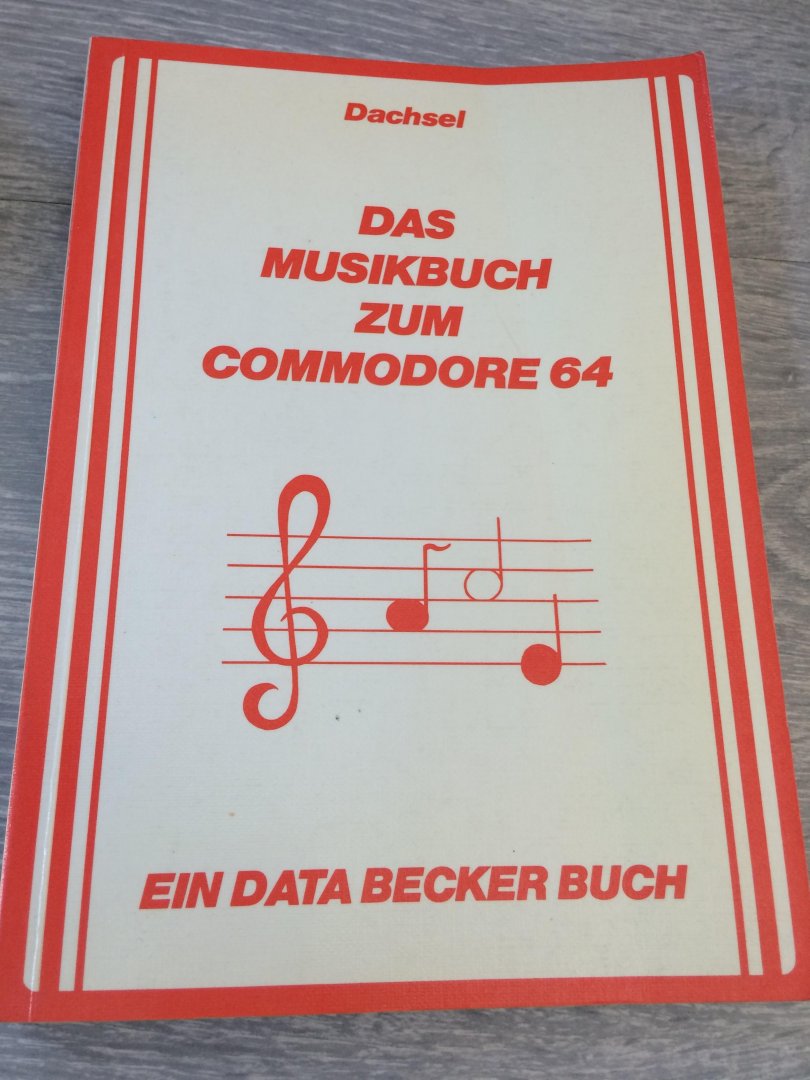 Dachsel
DAS
MUSIKBUCH
ZUM
COMMODORE 64
EIN DATA BECKER BUCH